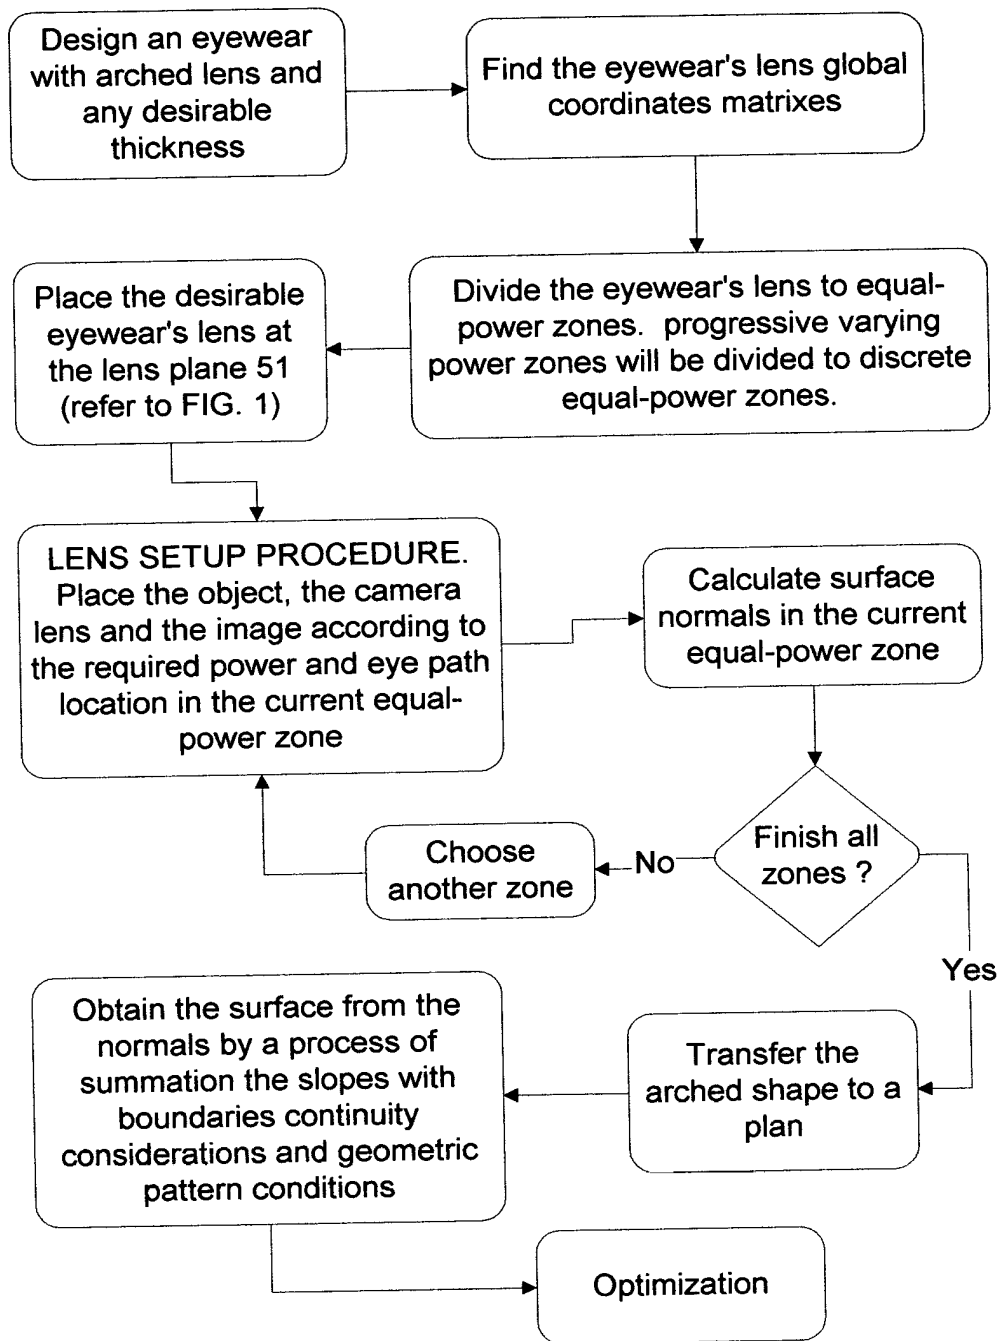 Design an eyewear
with arched lens and
any desirable
thickness
Find the eyewear's lens global
coordinates matrixes
Place the desirable
eyewear's lens at
the lens plane 51
(refer to FIG. 1)
Divide the eyewear's lens to equal-
power zones. progressive varying
power zones will be divided to discrete
equal-power zones.
LENS SETUP PROCEDURE.
Place the object, the camera
lens and the image according to
the required power and eye path
location in the current equal-
power zone
Calculate surface
normals in the current
equal-power zone
Choose
another zone
No
Finish all
zones ?
Yes
Obtain the surface from the
normals by a process of
summation the slopes with
boundaries continuity
considerations and geometric
pattern conditions
Transfer the
arched shape to a
plan
Optimization